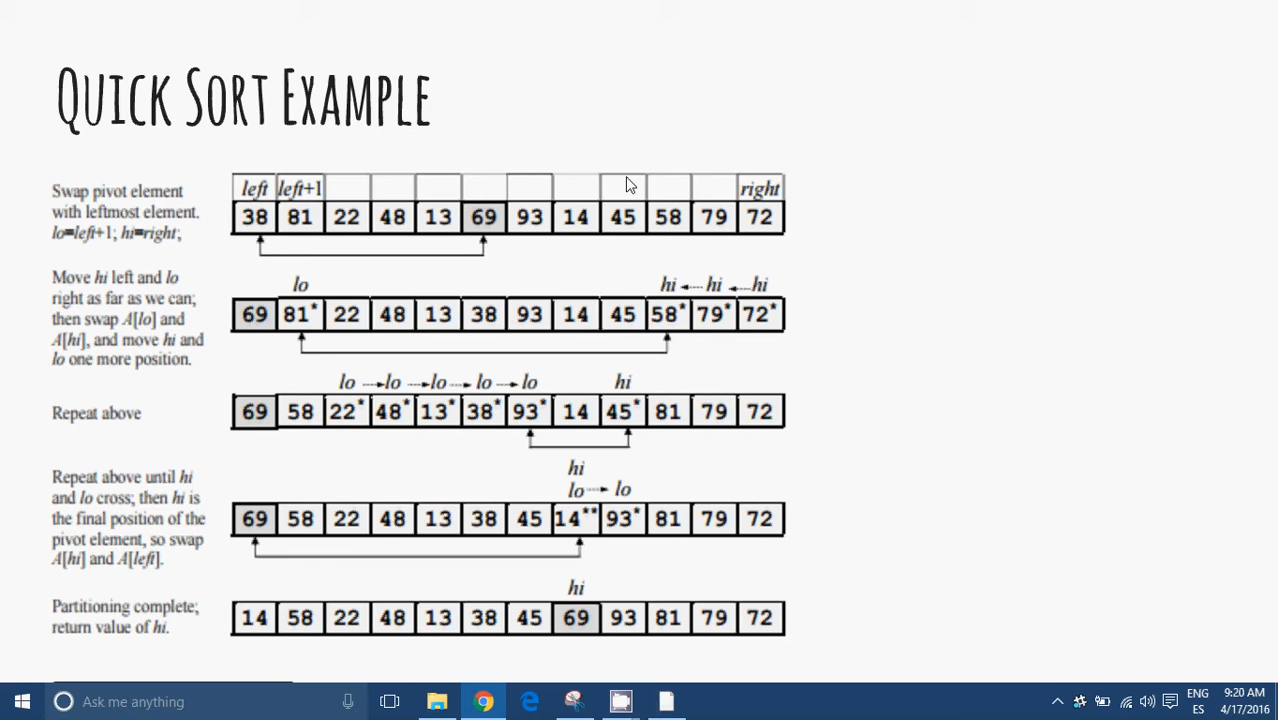 QUICK SORT EXAMPLE
Swap pivot element
with leftmost element.
lo=left+1; hi=right;
left left+1 right
38 81 22 48 13 69 93 14 45 58 79 72
Move hi left and lo
right as far as we can;
then swap A[lo] and
A[hi], and move hi and
lo one more position.
lo hi hi hi
69 81* 22 48 13 38 93 14 45 58* 79* 72*
Repeat above
lo lo lo lo lo hi
69 58 22* 48* 13* 38* 93* 14 45* 81 79 72
Repeat above until hi
and lo cross; then hi is
the final position of the
pivot element, so swap
A[hi] and A[left].
hi
lo lo
69 58 22 48 13 38 45 14** 93* 81 79 72
Partitioning complete;
return value of hi.
hi
14 58 22 48 13 38 45 69 93 81 79 72
Ask me anything
ENG
ES
9:20 AM
4/17/2016